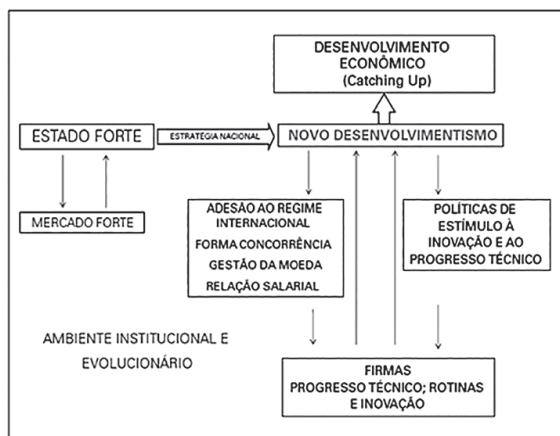 DESENVOLVIMENTO
ECONÔMICO
(Catching Up)
ESTADO FORTE
ESTRATÉGIA NACIONAL
NOVO DESENVOLVIMENTISMO
MERCADO FORTE
ADESÃO AO REGIME
INTERNACIONAL
FORMA CONCORRÊNCIA
GESTÃO DA MOEDA
RELAÇÃO SALARIAL
POLÍTICAS DE
ESTÍMULO À
INOVAÇÃO E AO
PROGRESSO TÉCNICO
AMBIENTE INSTITUCIONAL E
EVOLUCIONÁRIO
FIRMAS
PROGRESSO TÉCNICO; ROTINAS
E INOVAÇÃO